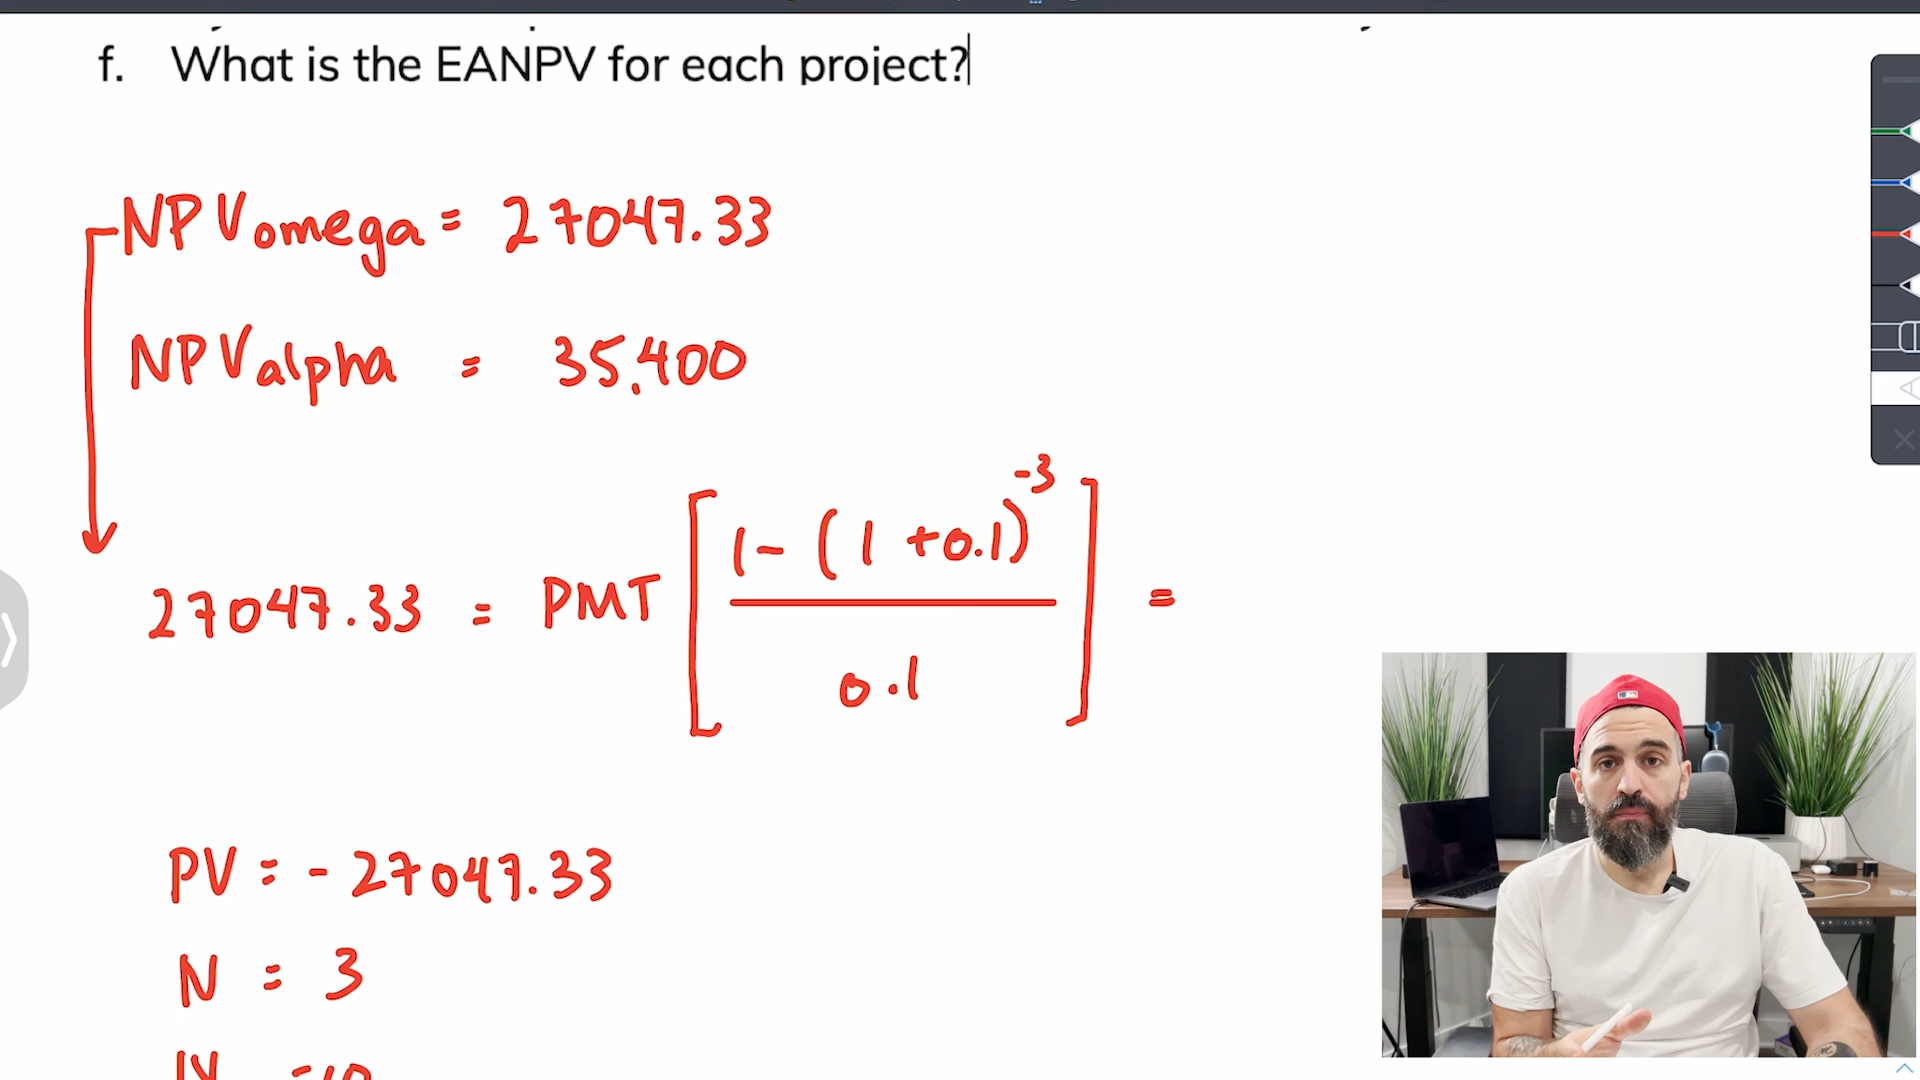 f. What is the EANPV for each project?
NPVomega = 27047.33
NPValpha = 35,400
27047.33 = PMT [ 1 - (1 + 0.1)^-3 / 0.1 ] =
PV = - 27047.33
N = 3